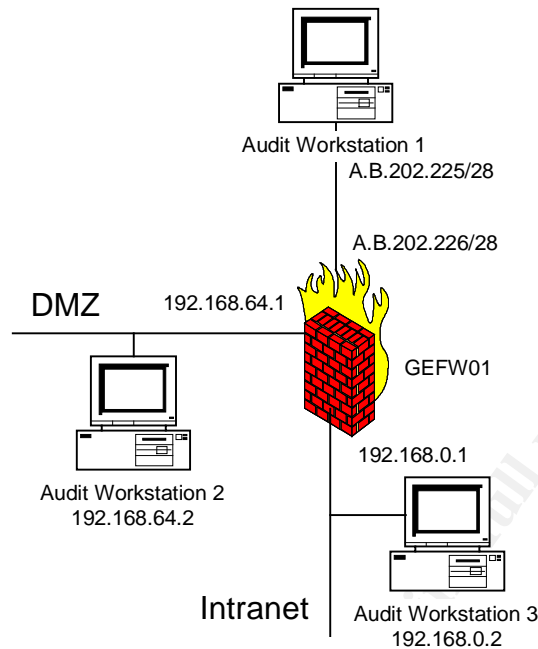 Audit Workstation 1
A.B.202.225/28
A.B.202.226/28
DMZ
192.168.64.1
GEFW01
Audit Workstation 2
192.168.64.2
192.168.0.1
Intranet
Audit Workstation 3
192.168.0.2
full